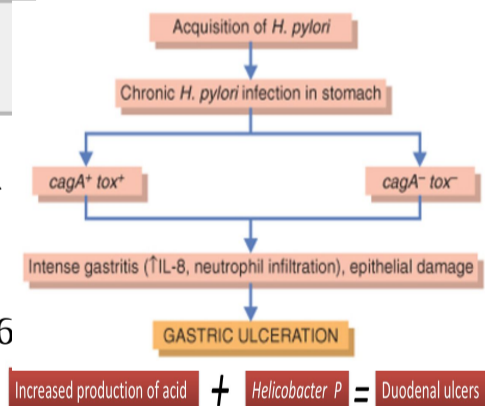 Acquisition of H. pylori
Chronic H. pylori infection in stomach
cagA⁺ tox⁺
cagA⁻ tox⁻
Intense gastritis (↑IL-8, neutrophil infiltration), epithelial damage
6
GASTRIC ULCERATION
Increased production of acid + Helicobacter P = Duodenal ulcers